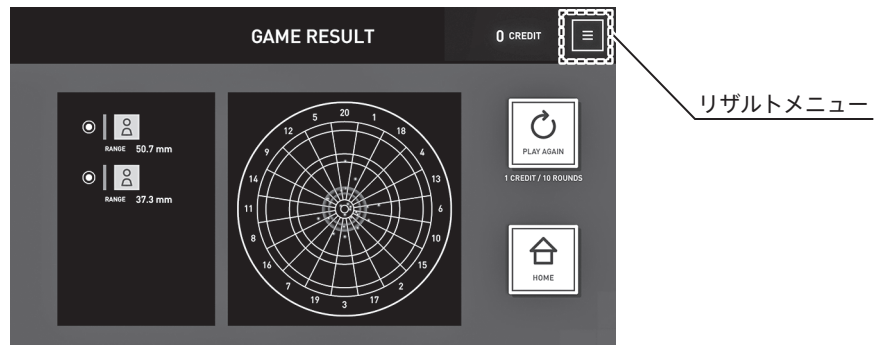 GAME RESULT
0 CREDIT
リザルトメニュー
RANGE 50.7 mm
RANGE 37.3 mm
20
1
18
4
13
6
10
15
2
17
3
19
7
16
8
11
14
9
12
5
PLAY AGAIN
1 CREDIT / 10 ROUNDS
HOME